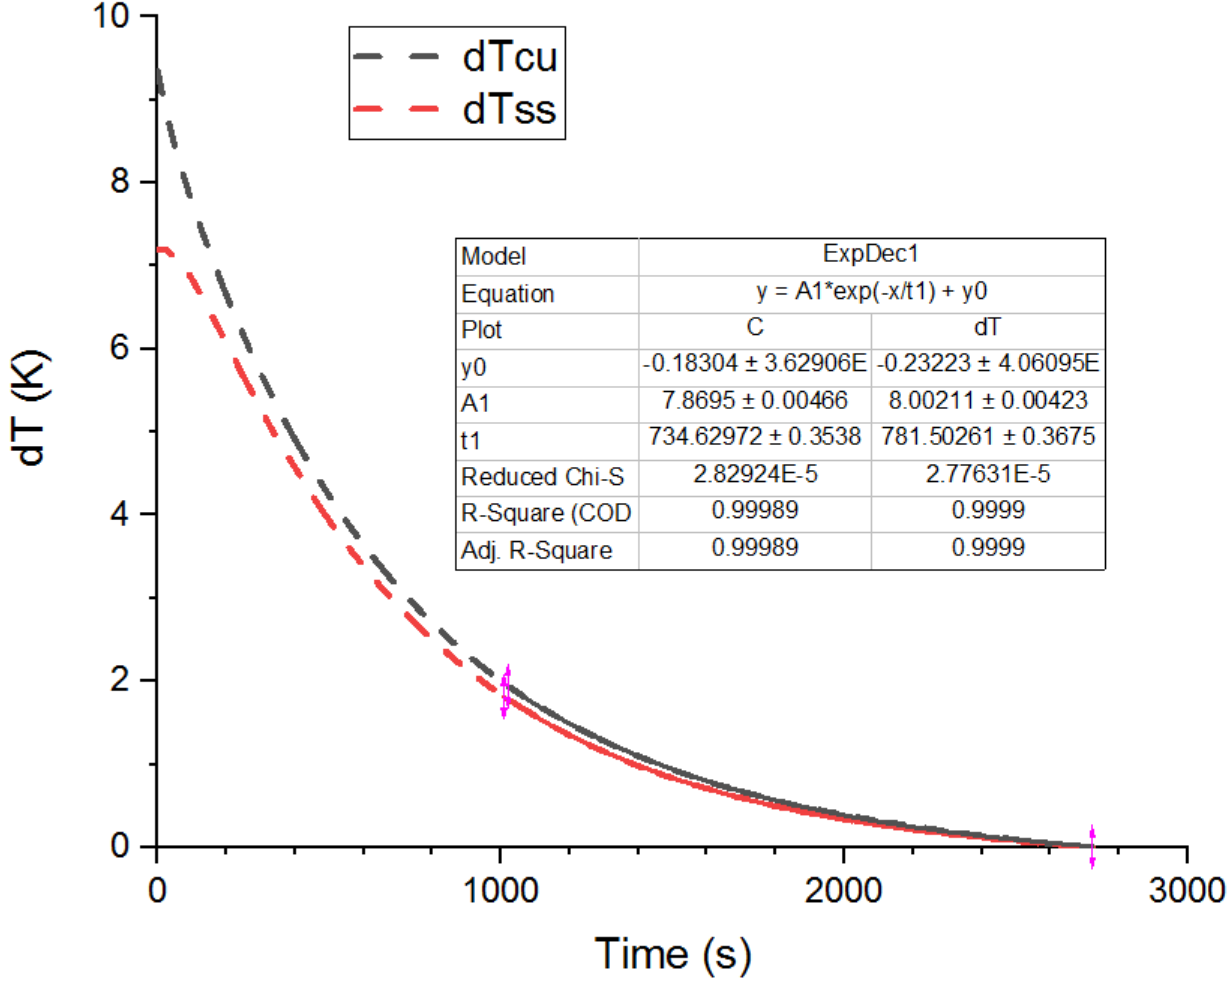 10
8
6
4
2
0
dT (K)
dTcu
dTss
Model ExpDec1
Equation y = A1*exp(-x/t1) + y0
Plot C dT
y0 -0.18304 ± 3.62906E -0.23223 ± 4.06095E
A1 7.8695 ± 0.00466 8.00211 ± 0.00423
t1 734.62972 ± 0.3538 781.50261 ± 0.3675
Reduced Chi-S 2.82924E-5 2.77631E-5
R-Square (COD 0.99989 0.9999
Adj. R-Square 0.99989 0.9999
0 1000 2000 3000
Time (s)